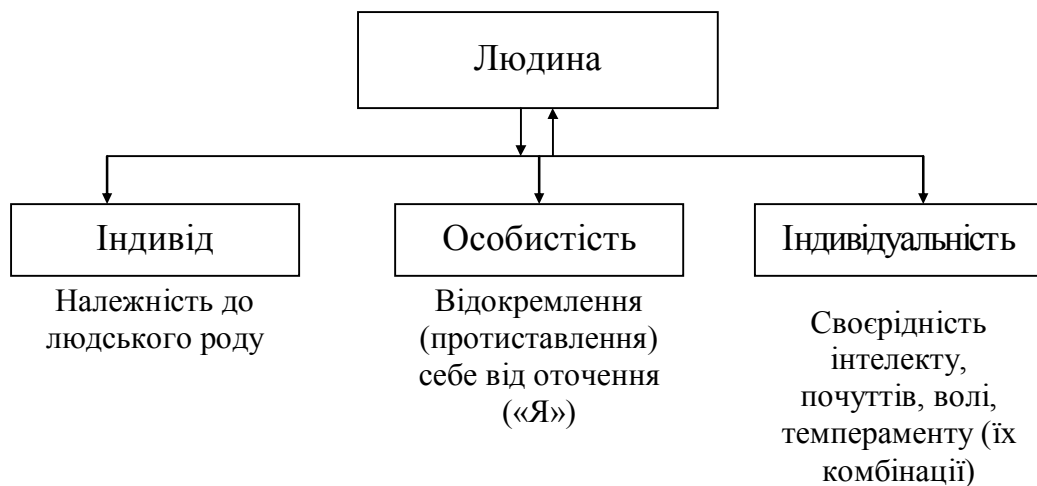 Людина
Індивід
Особистість
Індивідуальність
Належність до
людського роду
Відокремлення
(протиставлення)
себе від оточення
(«Я»)
Своєрідність
інтелекту,
почуттів, волі,
темпераменту (їх
комбінації)